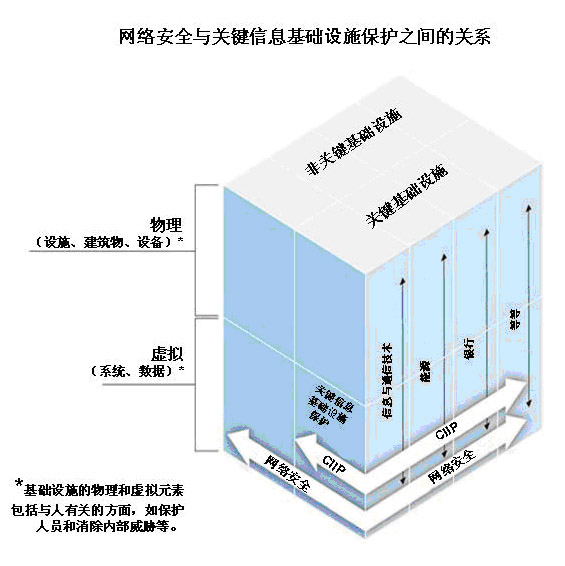 网络安全与关键信息基础设施保护之间的关系
非关键基础设施
关键基础设施
物理
（设施、建筑物、设备）*
虚拟
（系统、数据）*
信息与通信技术
能源
银行
等等
关键信息
基础设施
保护
CIIP
CIIP
网络安全
网络安全
*基础设施的物理和虚拟元素
包括与人有关的方面，如保护
人员和消除内部威胁等。